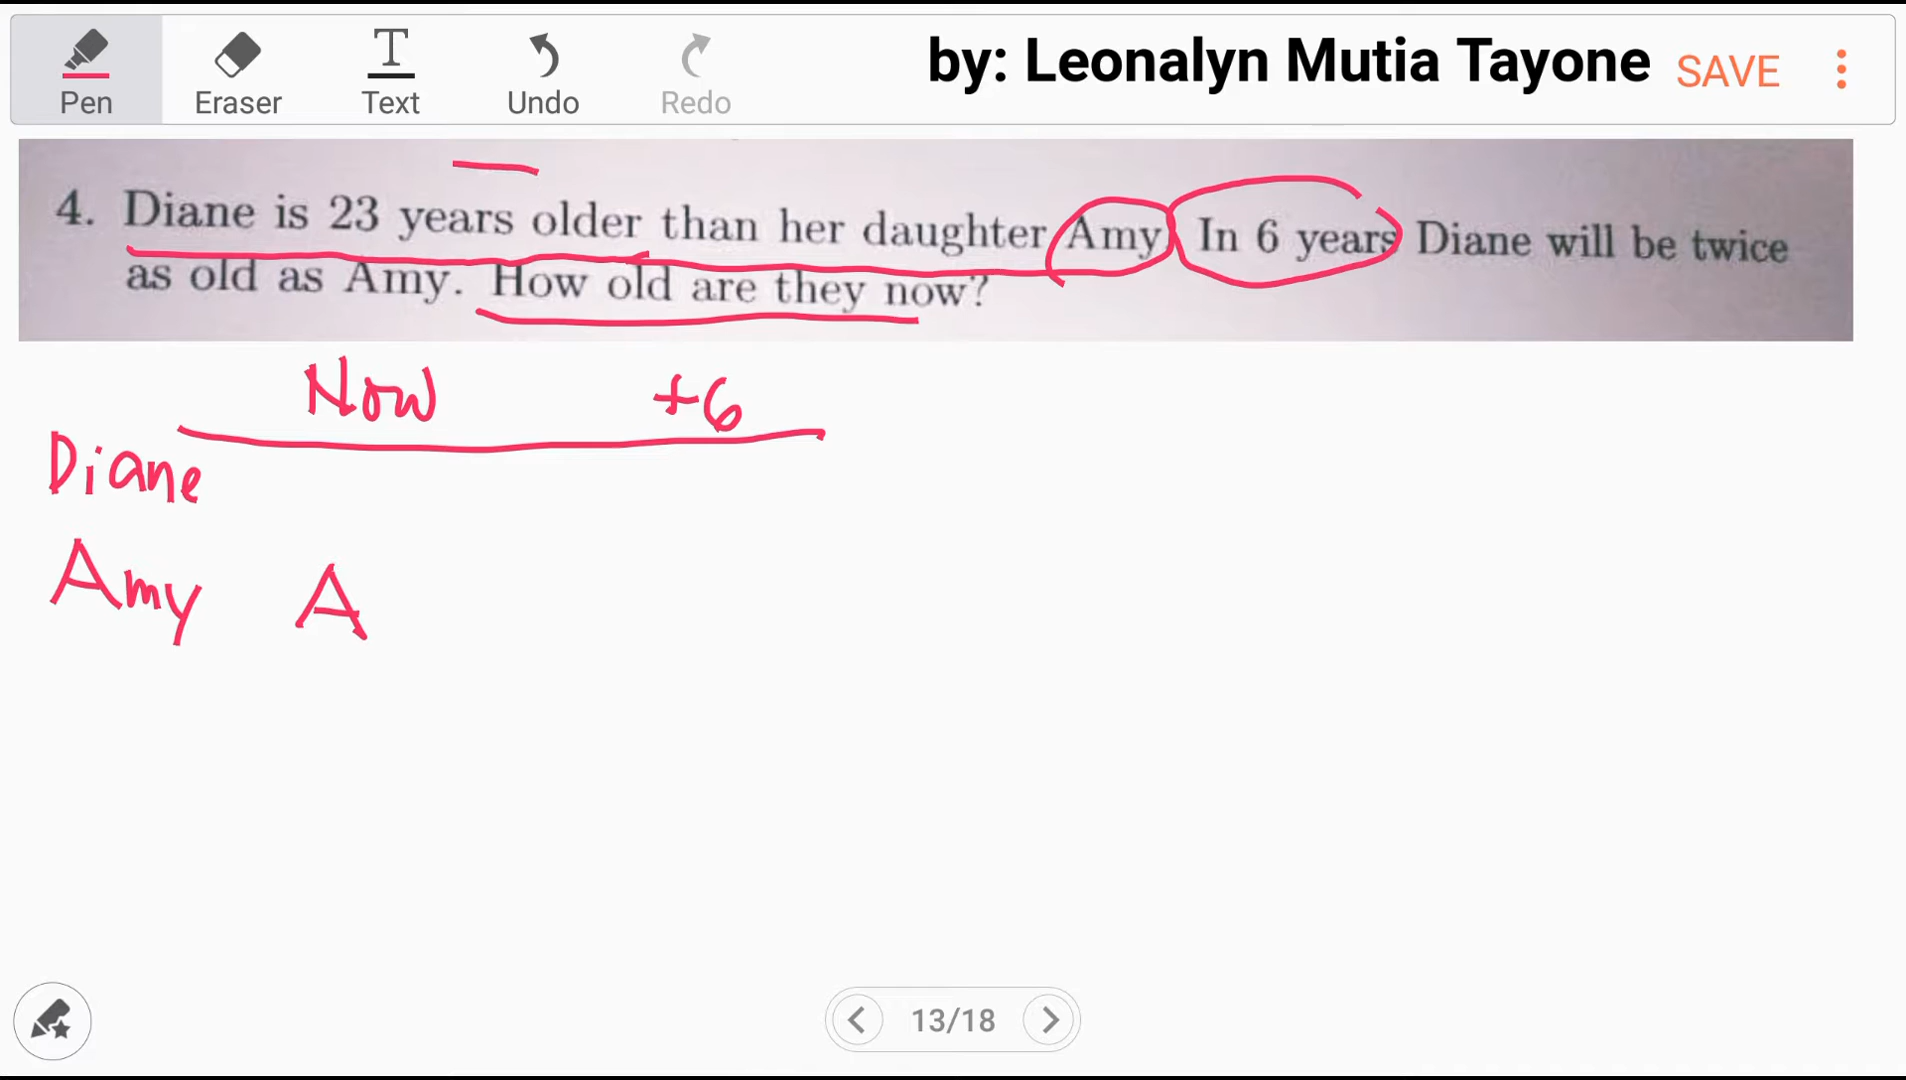 Pen Eraser Text Undo Redo by: Leonalyn Mutia Tayone SAVE
4. Diane is 23 years older than her daughter Amy. In 6 years Diane will be twice
as old as Amy. How old are they now?
Now +6
Diane
Amy A
13/18